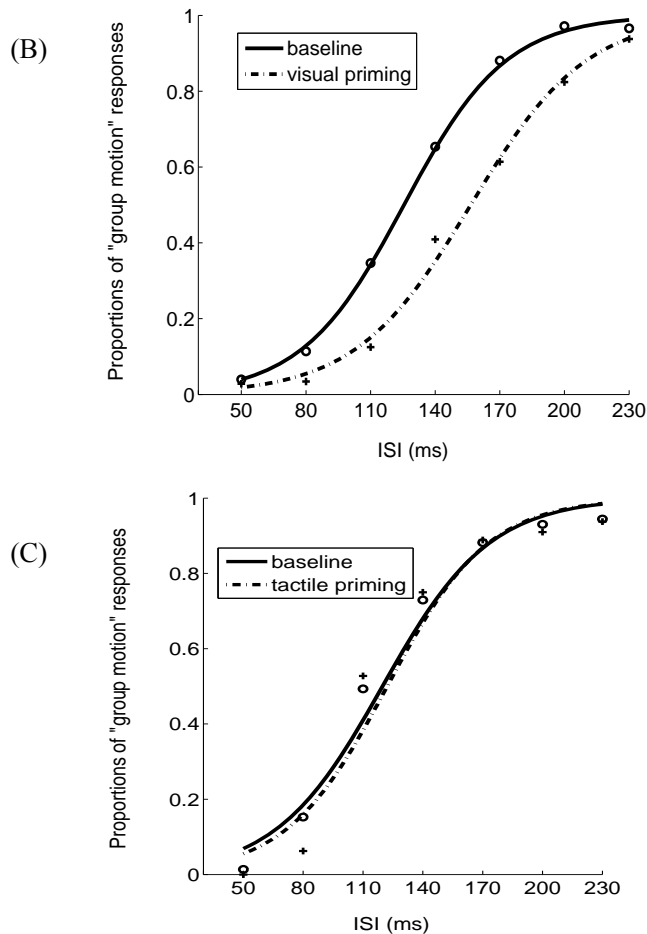 (B)
Proportions of "group motion" responses
1
0.8
0.6
0.4
0.2
0
baseline
visual priming
50 80 110 140 170 200 230
ISI (ms)
(C)
Proportions of "group motion" responses
1
0.8
0.6
0.4
0.2
0
baseline
tactile priming
50 80 110 140 170 200 230
ISI (ms)